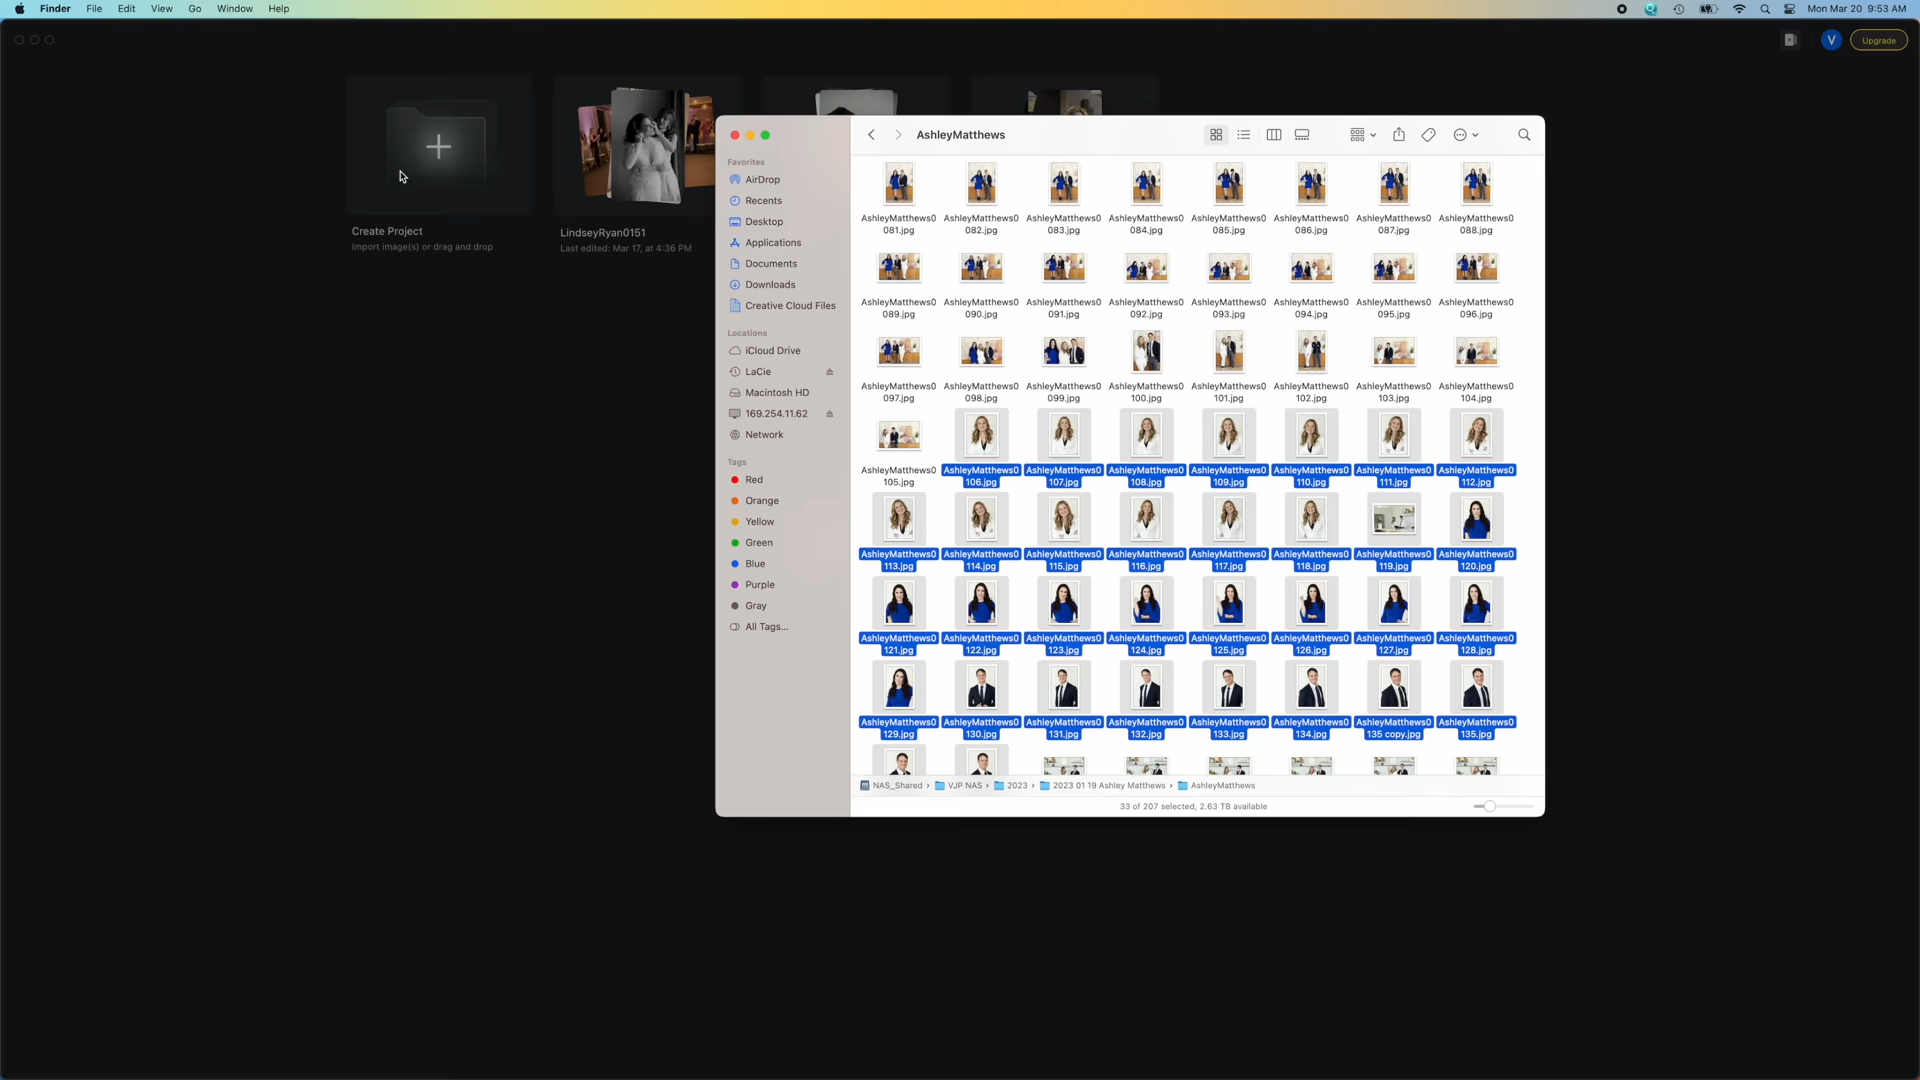 Finder File Edit View Go Window Help
Mon Mar 20 9:53 AM
V
Upgrade
Create Project
Import image(s) or drag and drop
LindseyRyan0151
Last edited: Mar 17, at 4:36 PM
AshleyMatthews
Favorites
AirDrop
Recents
Desktop
Applications
Documents
Downloads
Creative Cloud Files
Locations
iCloud Drive
LaCie
Macintosh HD
169.254.11.62
Network
Tags
Red
Orange
Yellow
Green
Blue
Purple
Gray
All Tags...
AshleyMatthews0 AshleyMatthews0 AshleyMatthews0 AshleyMatthews0 AshleyMatthews0 AshleyMatthews0 AshleyMatthews0 AshleyMatthews0
081.jpg 082.jpg 083.jpg 084.jpg 085.jpg 086.jpg 087.jpg 088.jpg
AshleyMatthews0 AshleyMatthews0 AshleyMatthews0 AshleyMatthews0 AshleyMatthews0 AshleyMatthews0 AshleyMatthews0 AshleyMatthews0
089.jpg 090.jpg 091.jpg 092.jpg 093.jpg 094.jpg 095.jpg 096.jpg
AshleyMatthews0 AshleyMatthews0 AshleyMatthews0 AshleyMatthews0 AshleyMatthews0 AshleyMatthews0 AshleyMatthews0 AshleyMatthews0
097.jpg 098.jpg 099.jpg 100.jpg 101.jpg 102.jpg 103.jpg 104.jpg
AshleyMatthews0 AshleyMatthews0 AshleyMatthews0 AshleyMatthews0 AshleyMatthews0 AshleyMatthews0 AshleyMatthews0 AshleyMatthews0
105.jpg 106.jpg 107.jpg 108.jpg 109.jpg 110.jpg 111.jpg 112.jpg
AshleyMatthews0 AshleyMatthews0 AshleyMatthews0 AshleyMatthews0 AshleyMatthews0 AshleyMatthews0 AshleyMatthews0 AshleyMatthews0
113.jpg 114.jpg 115.jpg 116.jpg 117.jpg 118.jpg 119.jpg 120.jpg
AshleyMatthews0 AshleyMatthews0 AshleyMatthews0 AshleyMatthews0 AshleyMatthews0 AshleyMatthews0 AshleyMatthews0 AshleyMatthews0
121.jpg 122.jpg 123.jpg 124.jpg 125.jpg 126.jpg 127.jpg 128.jpg
AshleyMatthews0 AshleyMatthews0 AshleyMatthews0 AshleyMatthews0 AshleyMatthews0 AshleyMatthews0 AshleyMatthews0 AshleyMatthews0
129.jpg 130.jpg 131.jpg 132.jpg 133.jpg 134.jpg 135 copy.jpg 135.jpg
NAS_Shared › VJP NAS › 2023 › 2023 01 19 Ashley Matthews › AshleyMatthews
33 of 207 selected, 2.63 TB available